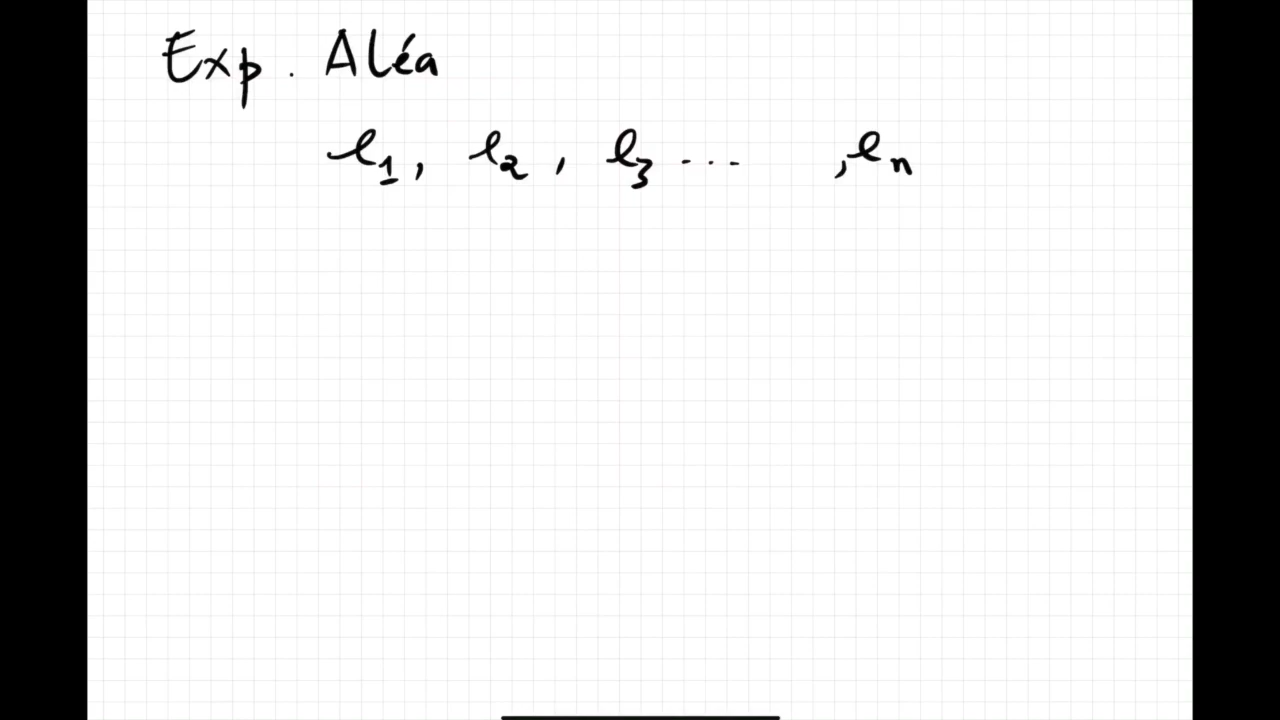 Exp. Aléa
e₁, e₂, e₃ ... , eₙ